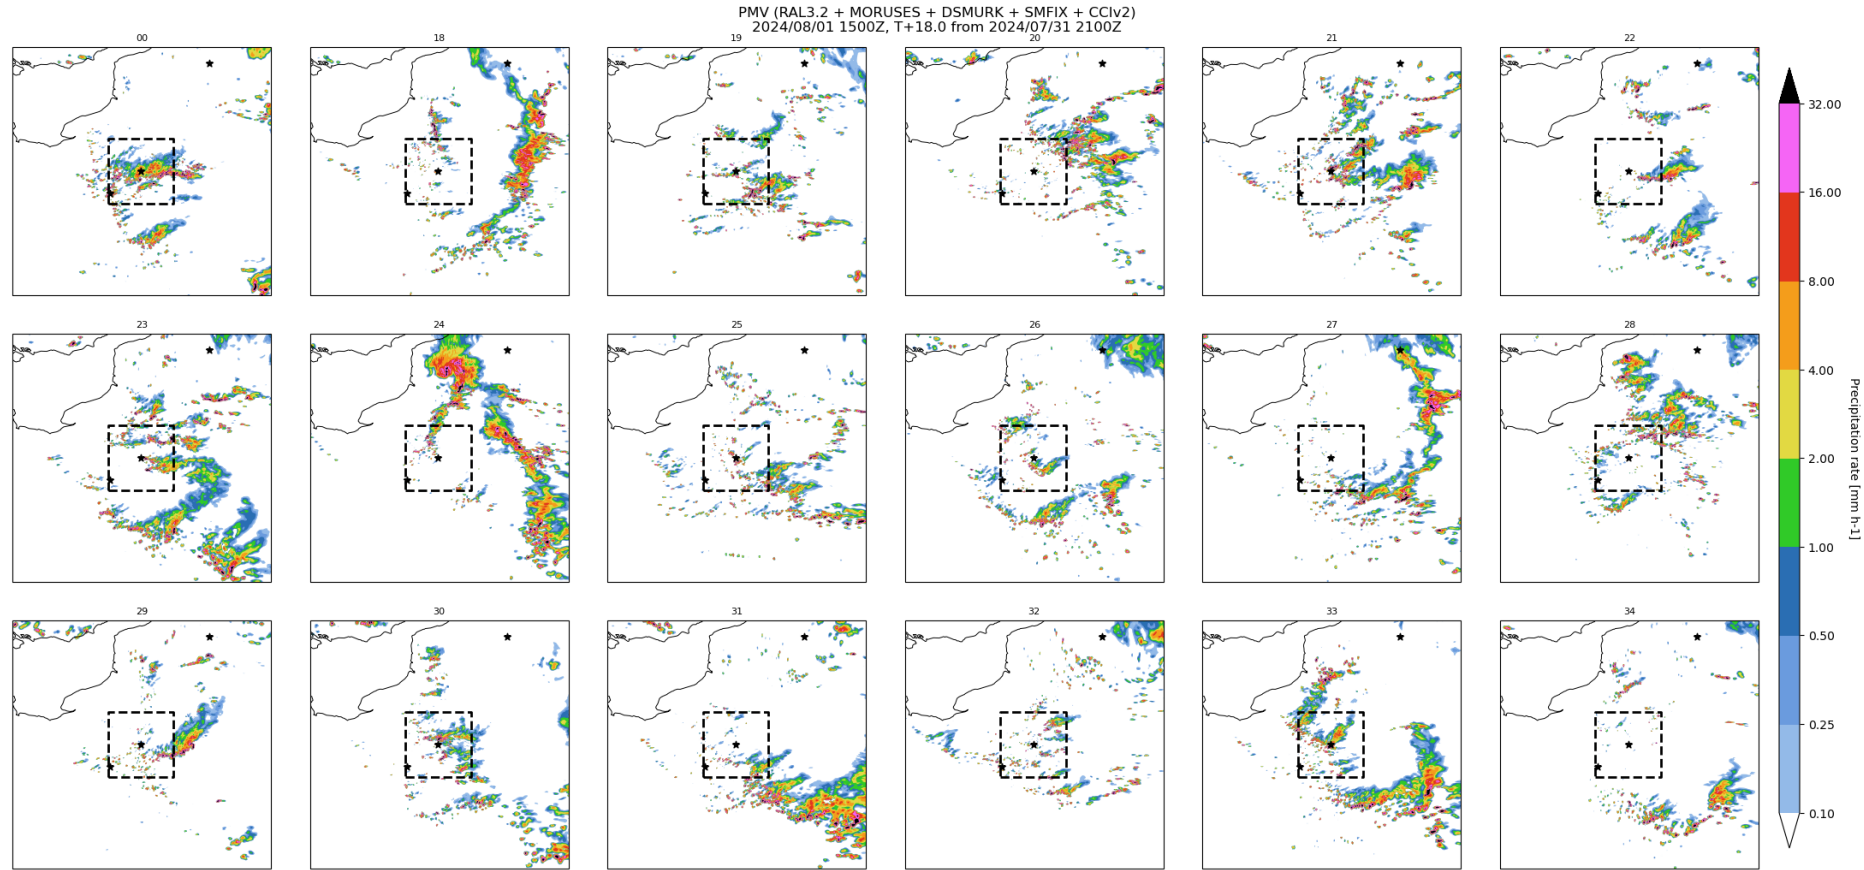 PMV (RAL3.2 + MORUSES + DSMURK + SMFIX + CCIv2)
2024/08/01 1500Z, T+18.0 from 2024/07/31 2100Z
00 18 19 20 21 22
23 24 25 26 27 28
29 30 31 32 33 34
32.00
16.00
8.00
4.00
2.00
1.00
0.50
0.25
0.10
Precipitation rate [mm h-1]